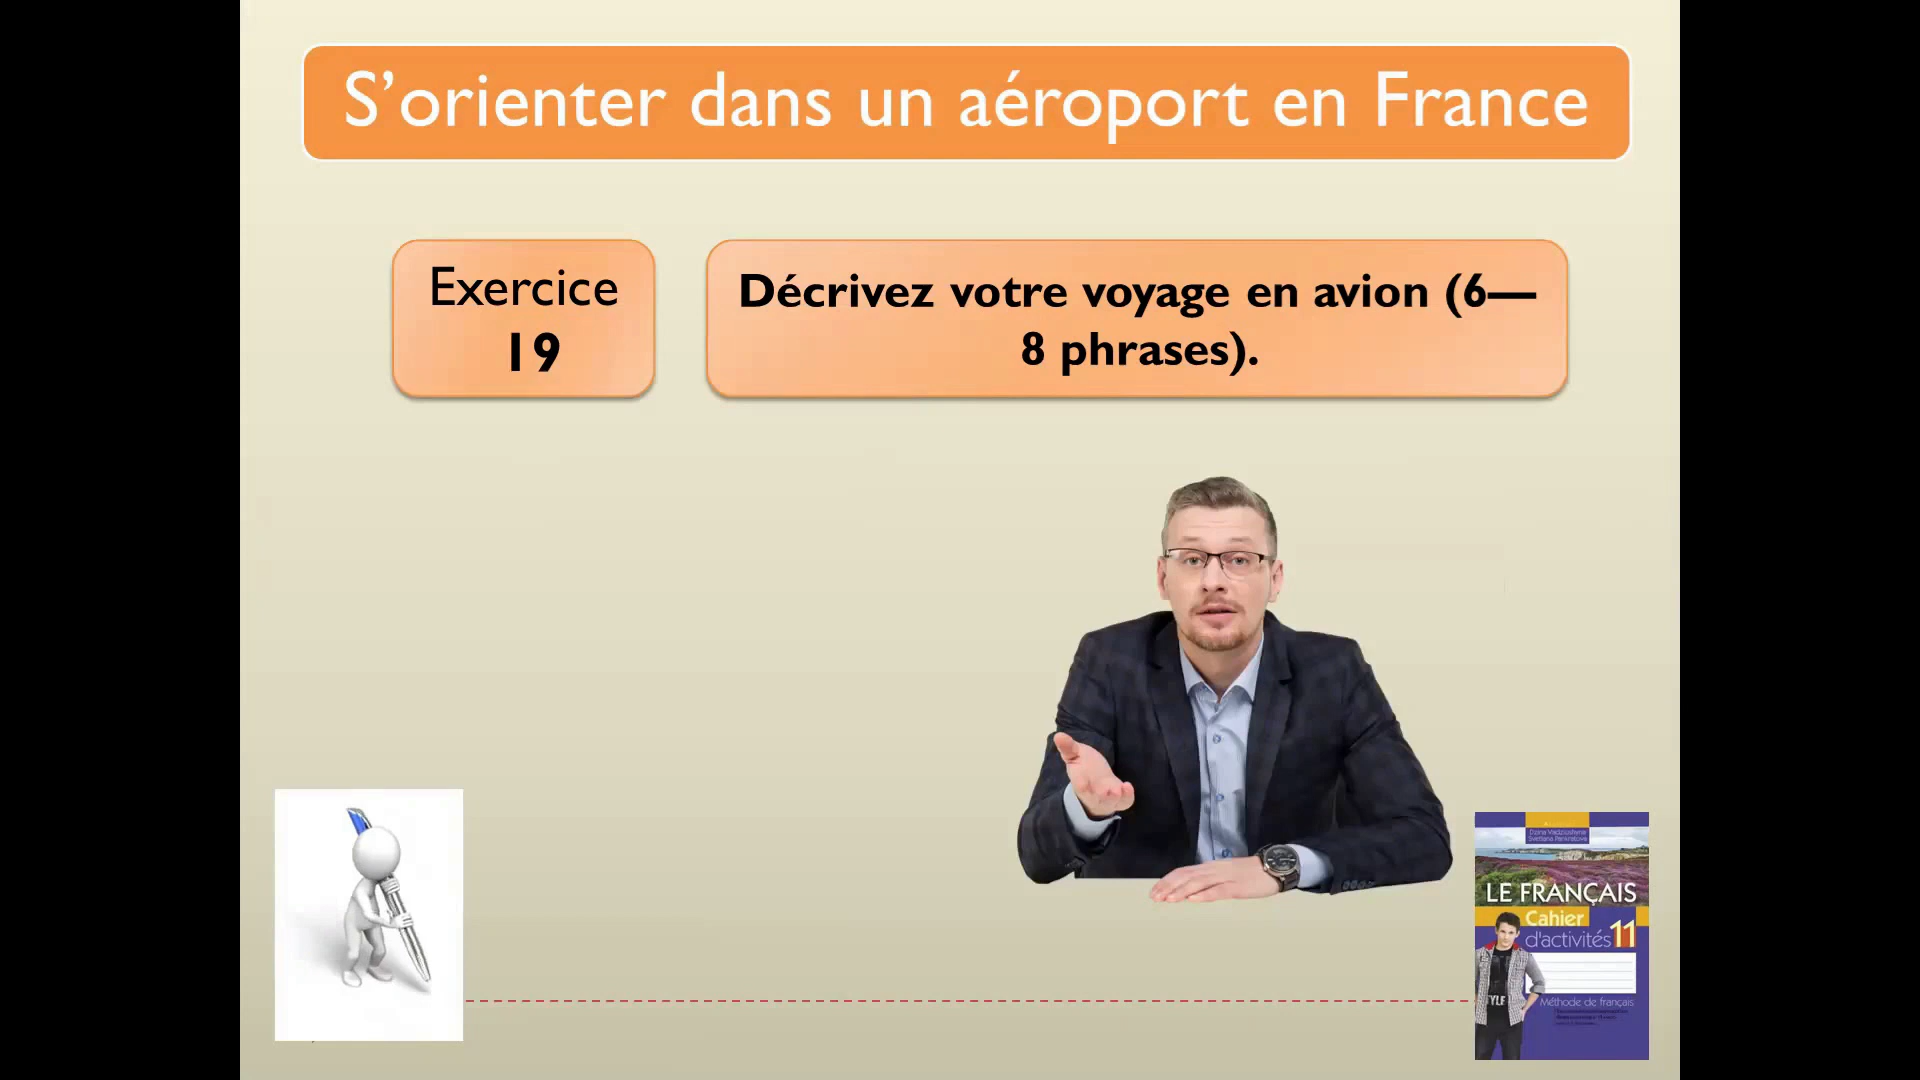 S’orienter dans un aéroport en France
Exercice
19
Décrivez votre voyage en avion (6—
8 phrases).
LE FRANÇAIS
Cahier
d'activités 11
STYLE
Méthode de français